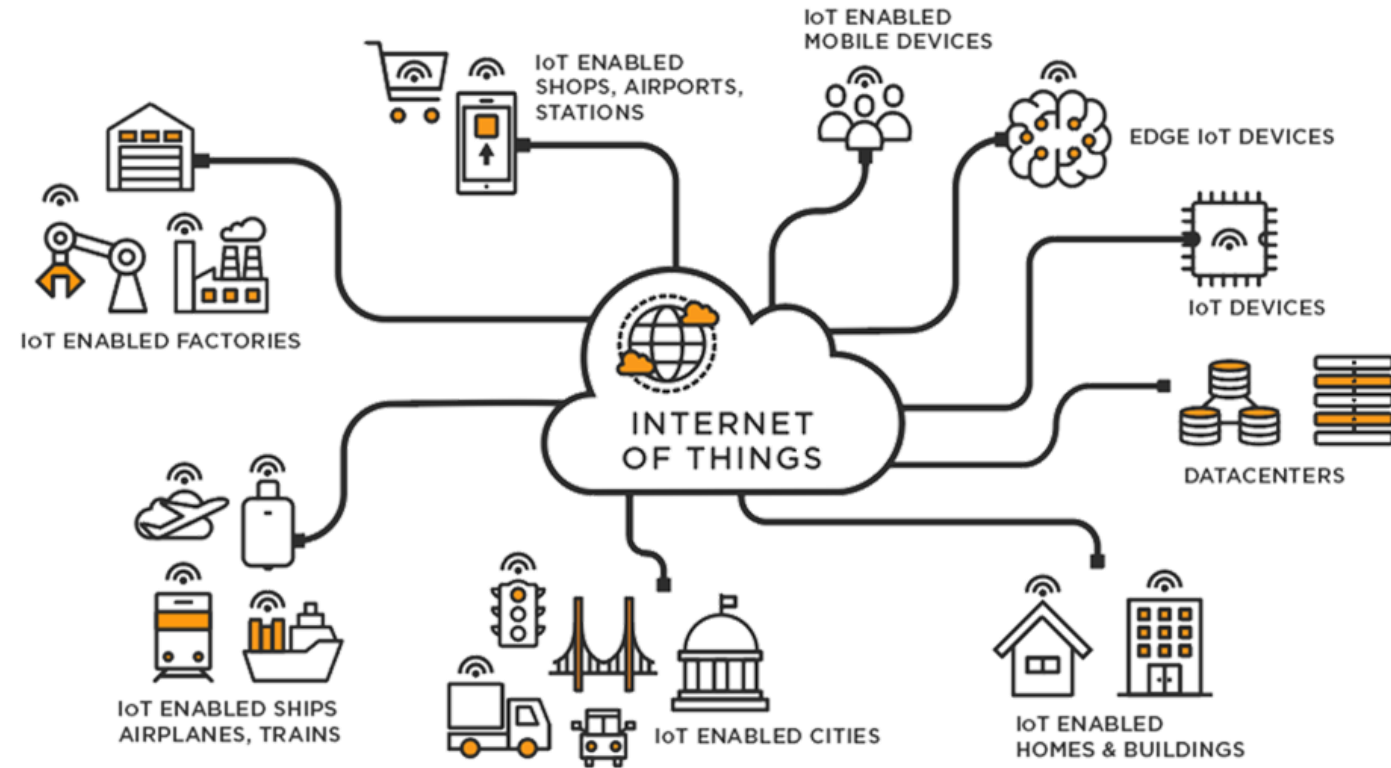 IoT ENABLED
MOBILE DEVICES
IoT ENABLED
SHOPS, AIRPORTS,
STATIONS
EDGE IoT DEVICES
IoT DEVICES
IoT ENABLED FACTORIES
INTERNET
OF THINGS
DATACENTERS
IoT ENABLED SHIPS
AIRPLANES, TRAINS
IoT ENABLED CITIES
IoT ENABLED
HOMES & BUILDINGS